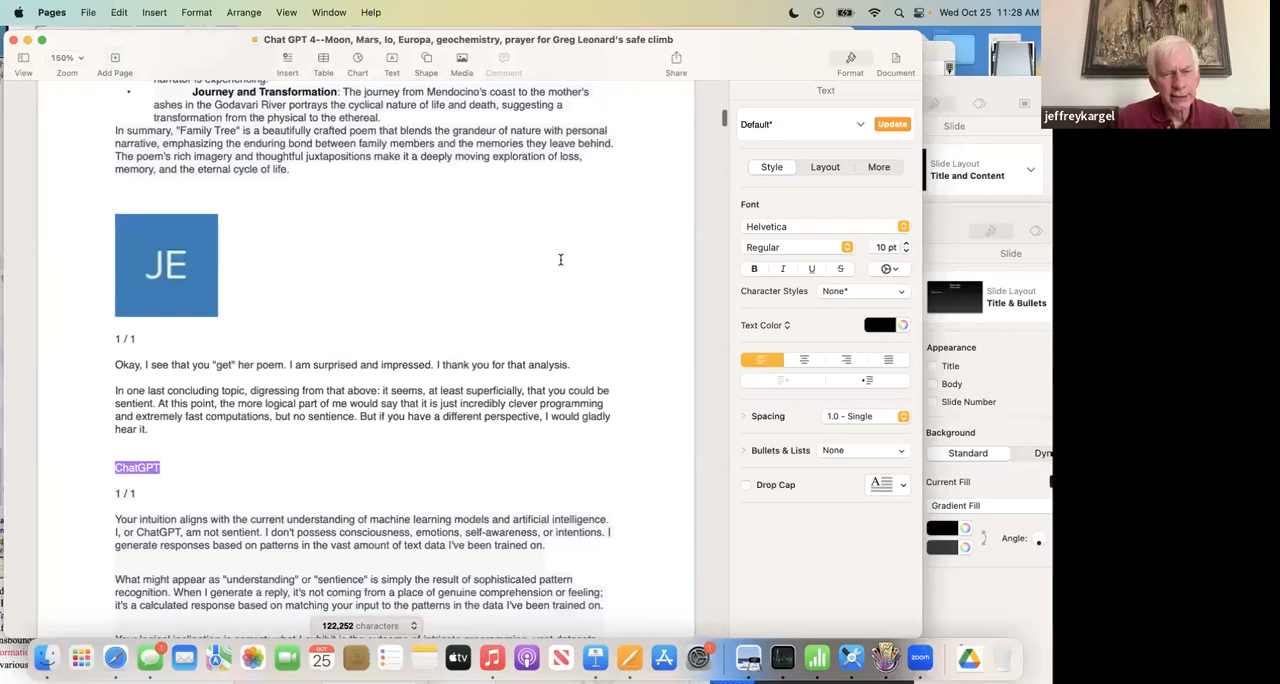 Pages File Edit Insert Format Arrange View Window Help
Wed Oct 25 11:28 AM
Chat GPT 4--Moon, Mars, Io, Europa, geochemistry, prayer for Greg Leonard's safe climb
150%
View Zoom Add Page Insert Table Chart Text Shape Media Comment Share Format Document
narrator is experiencing.
• Journey and Transformation: The journey from Mendocino's coast to the mother's
ashes in the Godavari River portrays the cyclical nature of life and death, suggesting a
transformation from the physical to the ethereal.
In summary, "Family Tree" is a beautifully crafted poem that blends the grandeur of nature with personal
narrative, emphasizing the enduring bond between family members and the memories they leave behind.
The poem's rich imagery and thoughtful juxtapositions make it a deeply moving exploration of loss,
memory, and the eternal cycle of life.
JE
1 / 1
Okay, I see that you "get" her poem. I am surprised and impressed. I thank you for that analysis.
In one last concluding topic, digressing from that above: it seems, at least superficially, that you could be
sentient. At this point, the more logical part of me would say that it is just incredibly clever programming
and extremely fast computations, but no sentience. But if you have a different perspective, I would gladly
hear it.
ChatGPT
1 / 1
Your intuition aligns with the current understanding of machine learning models and artificial intelligence.
I, or ChatGPT, am not sentient. I don't possess consciousness, emotions, self-awareness, or intentions. I
generate responses based on patterns in the vast amount of text data I've been trained on.
What might appear as "understanding" or "sentience" is simply the result of sophisticated pattern
recognition. When I generate a reply, it's not coming from a place of genuine comprehension or feeling;
it's a calculated response based on matching your input to the patterns in the data I've been trained on.
122,252 characters
Text
Default*
Update
Style Layout More
Font
Helvetica
Regular 10 pt
B I U S
Character Styles None*
Text Color
Spacing 1.0 - Single
Bullets & Lists None
Drop Cap
Slide
Slide Layout
Title and Content
Slide
Slide Layout
Title & Bullets
Appearance
Title
Body
Slide Number
Background
Standard Dyn
Current Fill
Gradient Fill
Angle:
jeffreykargel
OCT
25
tv
zoom